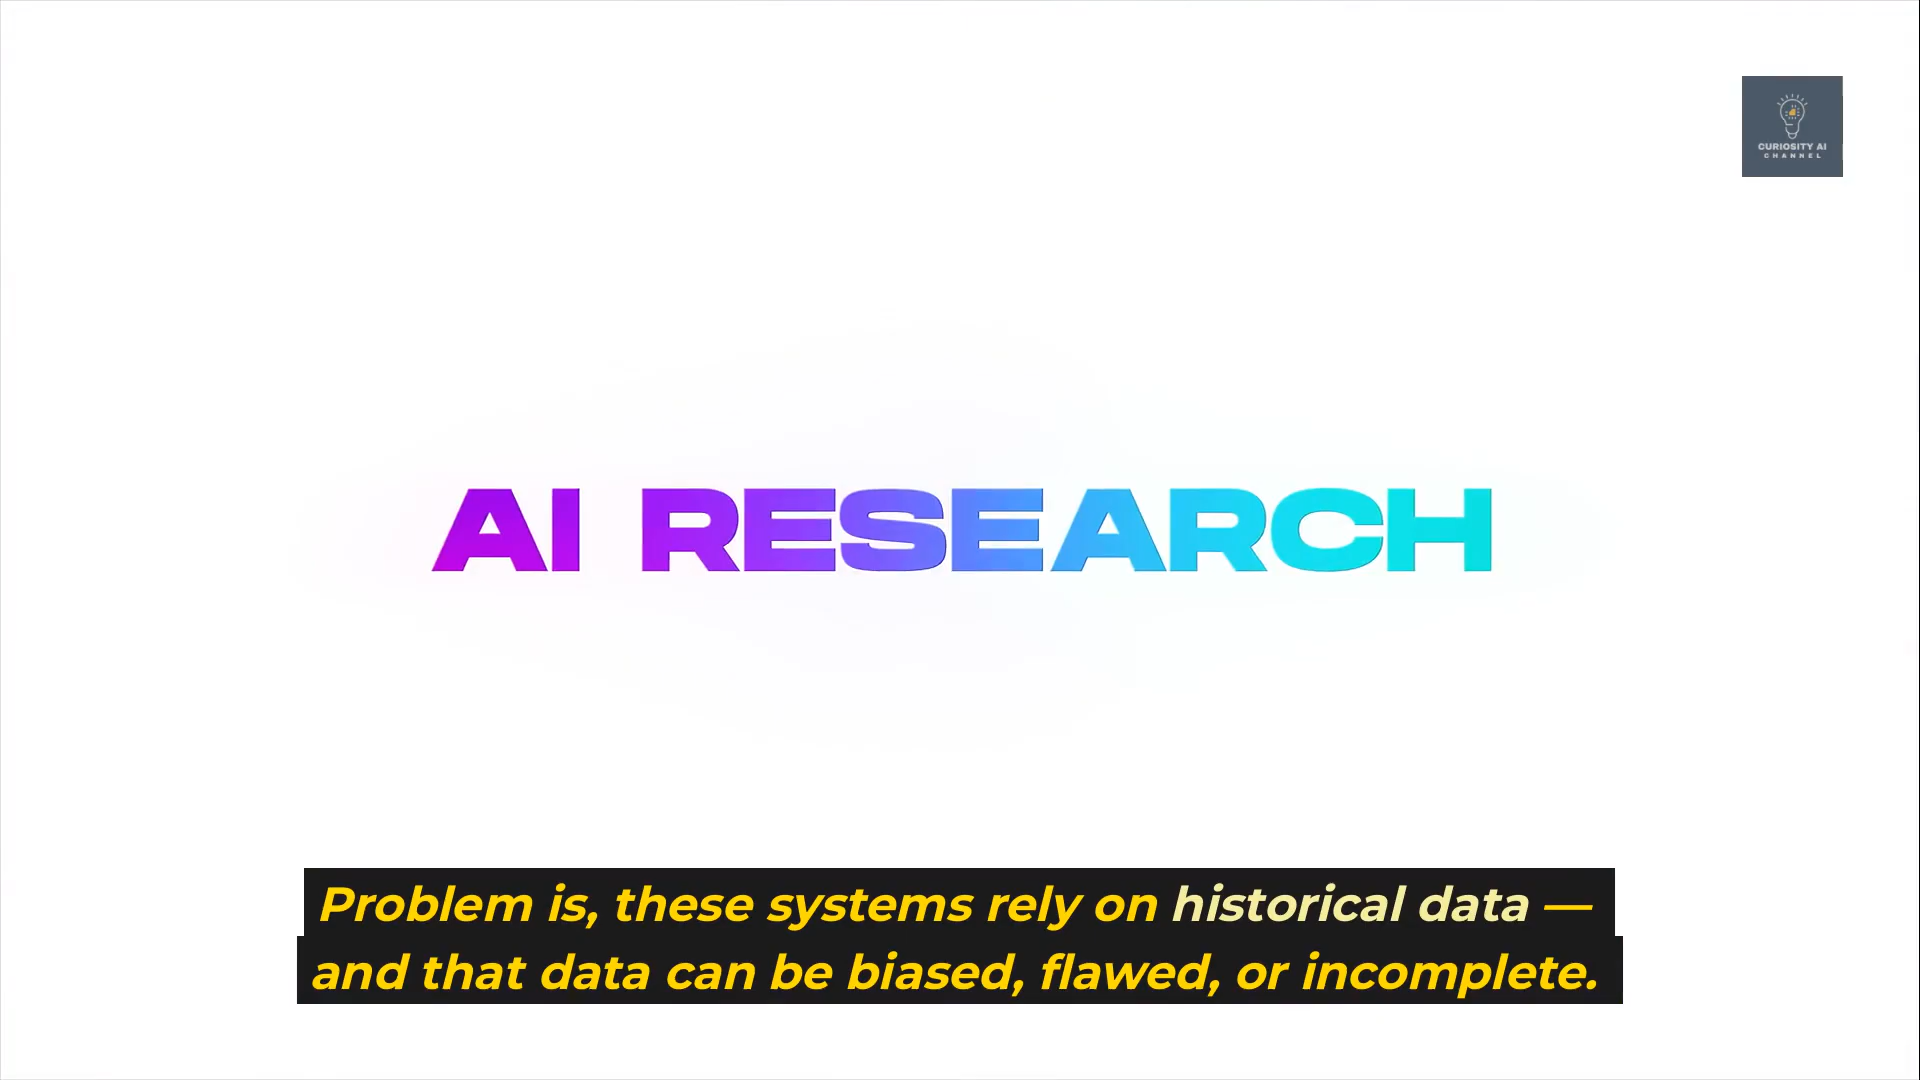 CURIOSITY AI
CHANNEL
AI RESEARCH
Problem is, these systems rely on historical data —
and that data can be biased, flawed, or incomplete.